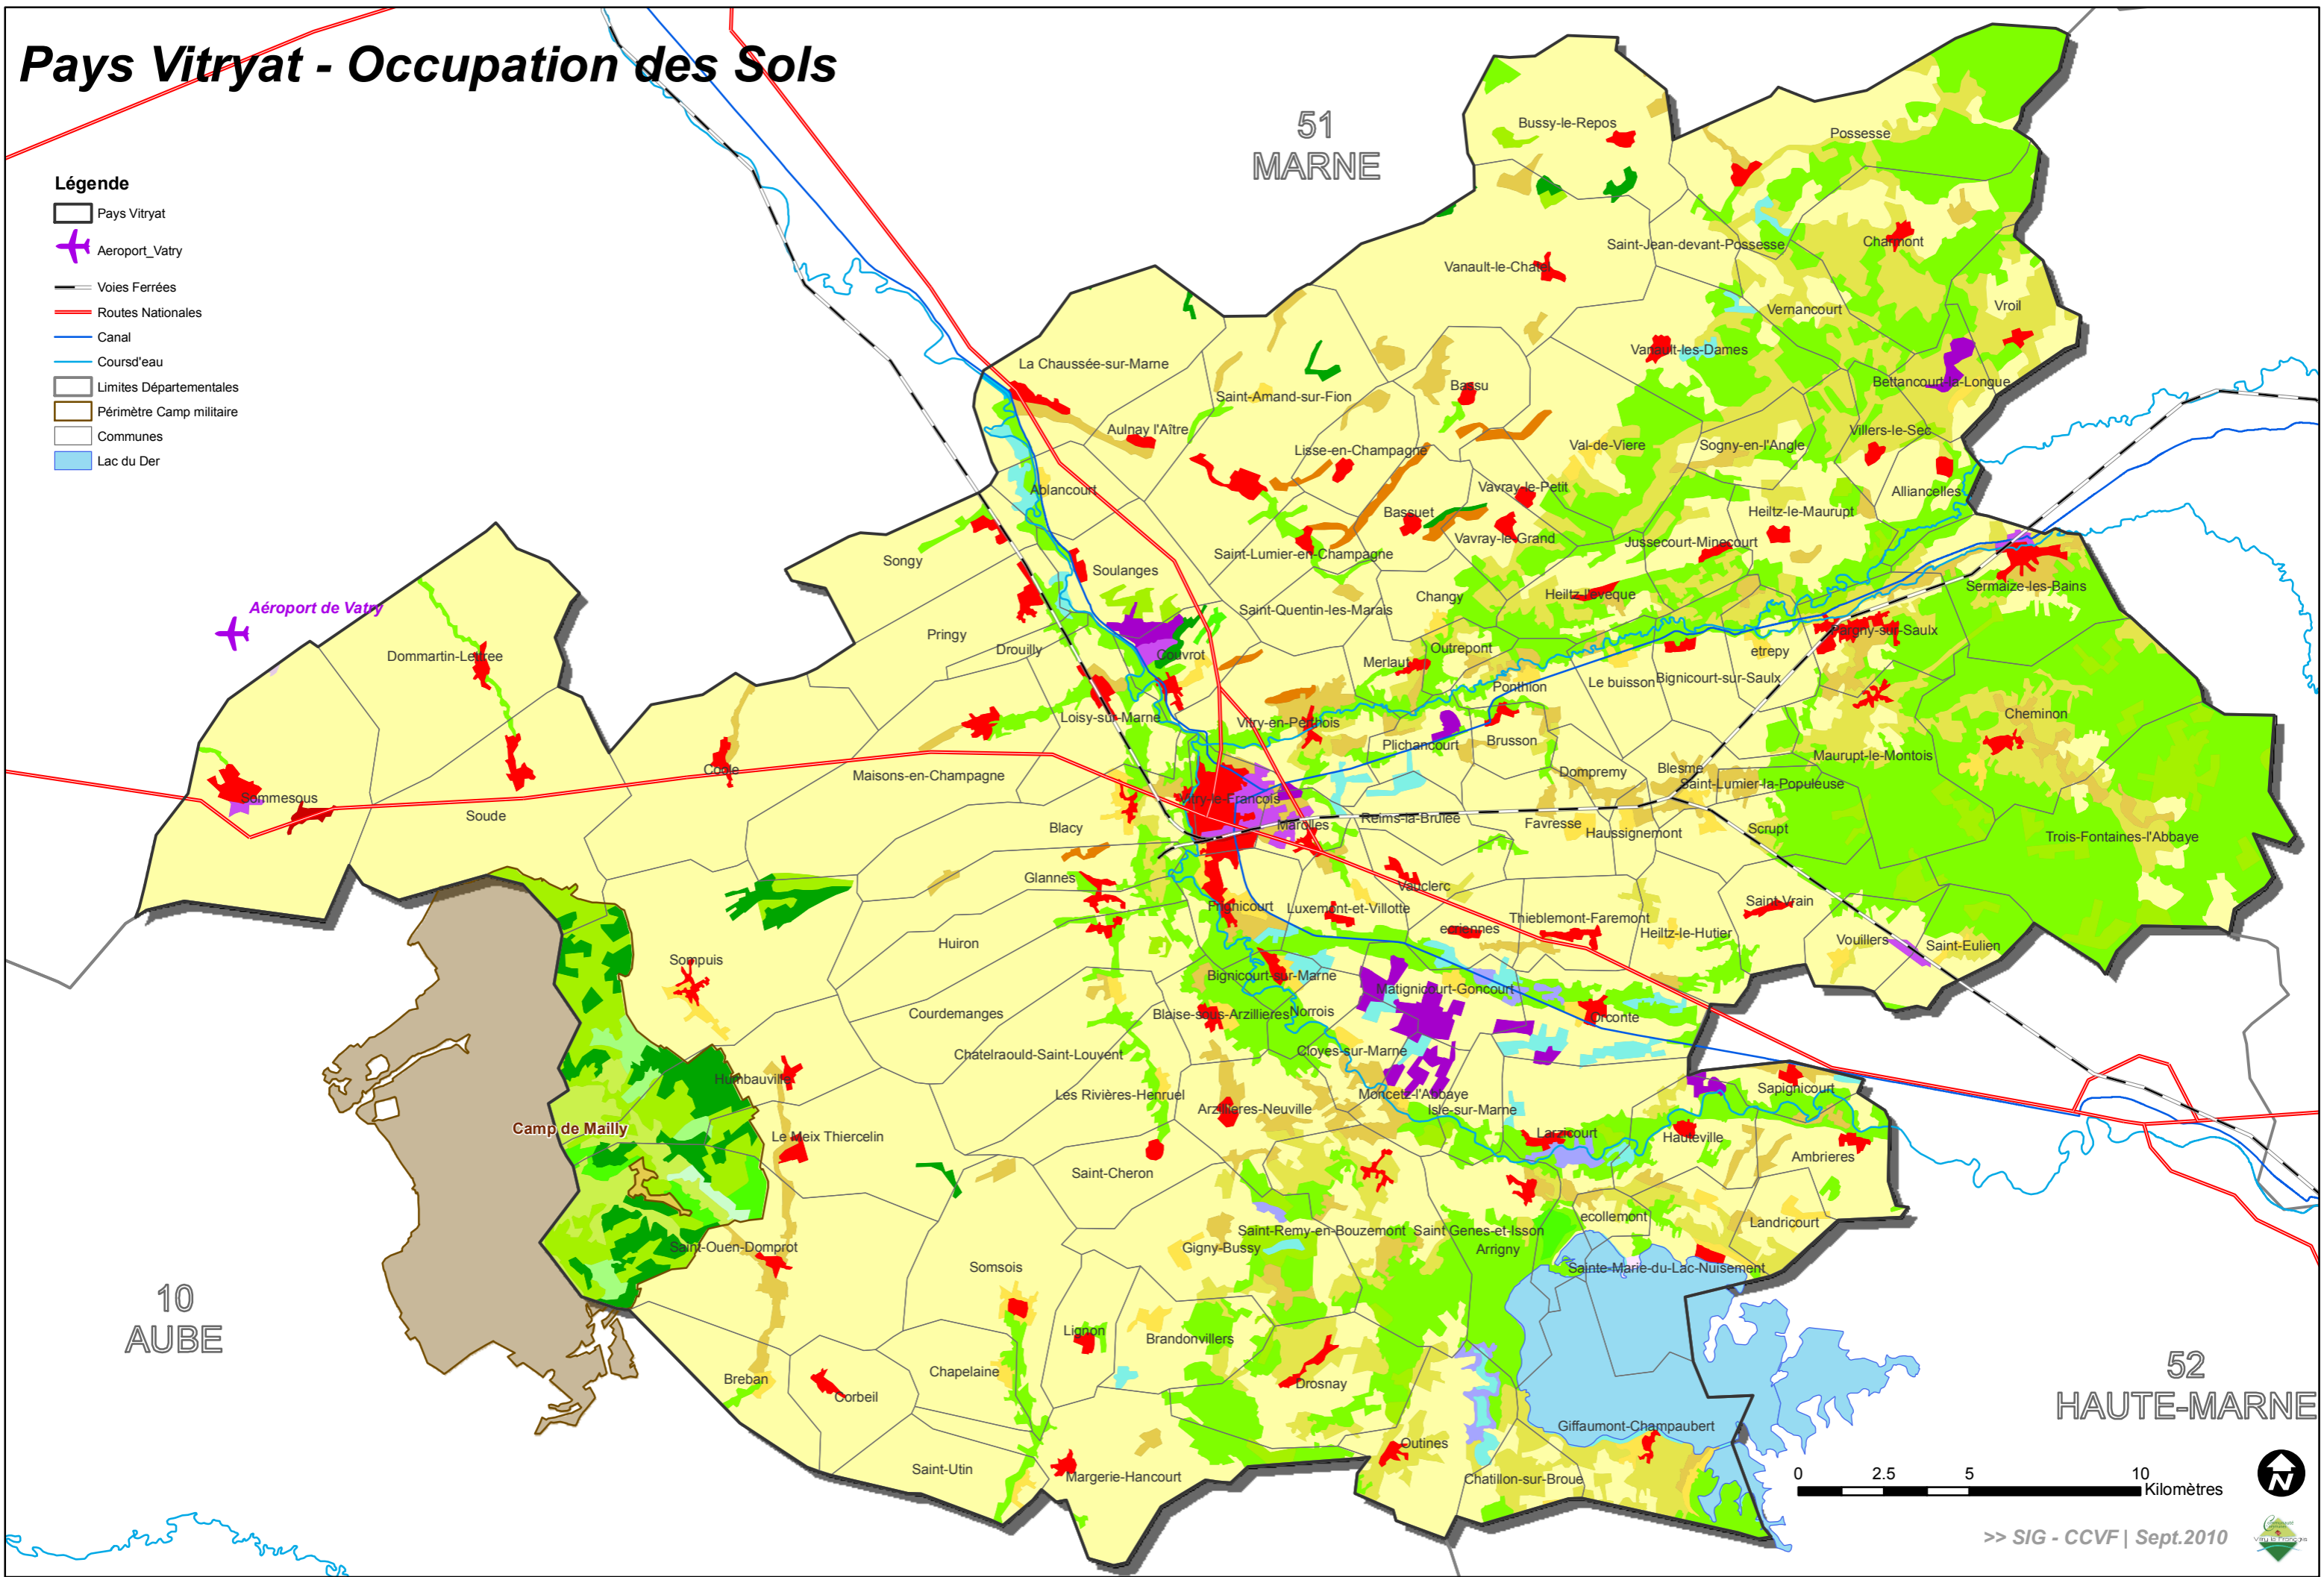 Pays Vitryat - Occupation des Sols
51
MARNE
Légende
Pays Vitryat
Aeroport_Vatry
Voies Ferrées
Routes Nationales
Canal
Coursd'eau
Limites Départementales
Périmètre Camp militaire
Communes
Lac du Der
Bussy-le-Repos
Possesse
Saint-Jean-devant-Possesse
Charmont
Vanault-le-Chatel
Vernancourt
Vroil
Vanault-les-Dames
La Chaussée-sur-Marne
Bettancourt-la-Longue
Bassu
Saint-Amand-sur-Fion
Aulnay l'Aître
Villers-le-Sec
Lisse-en-Champagne
Val-de-Viere
Sogny-en-l'Angle
Ablancourt
Vavray-le-Petit
Alliancelles
Bassuet
Heiltz-le-Maurupt
Vavray-le-Grand
Jussecourt-Minecourt
Saint-Lumier-en-Champagne
Songy
Soulanges
Sermaize-les-Bains
Changy
Heiltz-l'eveque
Aéroport de Vatry
Saint-Quentin-les-Marais
Pargny-sur-Saulx
Pringy
Drouilly
Couvrot
Outrepont
etrepy
Dommartin-Lettree
Merlaut
Bignicourt-sur-Saulx
Le buisson
Ponthion
Loisy-sur-Marne
Vitry-en-Perthois
Cheminon
Plichancourt
Brusson
Maurupt-le-Montois
Coole
Maisons-en-Champagne
Dompremy
Blesme
Saint-Lumier-la-Populeuse
Sommesous
Vitry-le-Francois
Soude
Blacy
Marolles
Reims-la-Brulee
Favresse
Haussignemont
Scrupt
Trois-Fontaines-l'Abbaye
Glannes
Vauclerc
Saint-Vrain
Frignicourt
Luxemont-et-Villotte
Thieblemont-Faremont
ecriennes
Heiltz-le-Hutier
Huiron
Vouillers
Saint-Eulien
Sompuis
Bignicourt-sur-Marne
Matignicourt-Goncourt
Courdemanges
Blaise-sous-Arzillieres
Norrois
Orconte
Chatelraould-Saint-Louvent
Cloyes-sur-Marne
Humbauville
Sapignicourt
Les Rivières-Henruel
Moncetz-l'Abbaye
Arzillieres-Neuville
Isle-sur-Marne
Camp de Mailly
Le Meix Thiercelin
Larzicourt
Hauteville
Ambrieres
Saint-Cheron
ecollemont
Landricourt
Saint-Remy-en-Bouzemont
Saint Genes-et-Isson
Saint-Ouen-Domprot
Gigny-Bussy
Arrigny
Somsois
Sainte-Marie-du-Lac-Nuisement
10
AUBE
Lignon
Brandonvillers
Chapelaine
Breban
Corbeil
Drosnay
52
HAUTE-MARNE
Giffaumont-Champaubert
Outines
Saint-Utin
Margerie-Hancourt
Chatillon-sur-Broue
0 2.5 5 10
Kilomètres
N
>> SIG - CCVF | Sept.2010